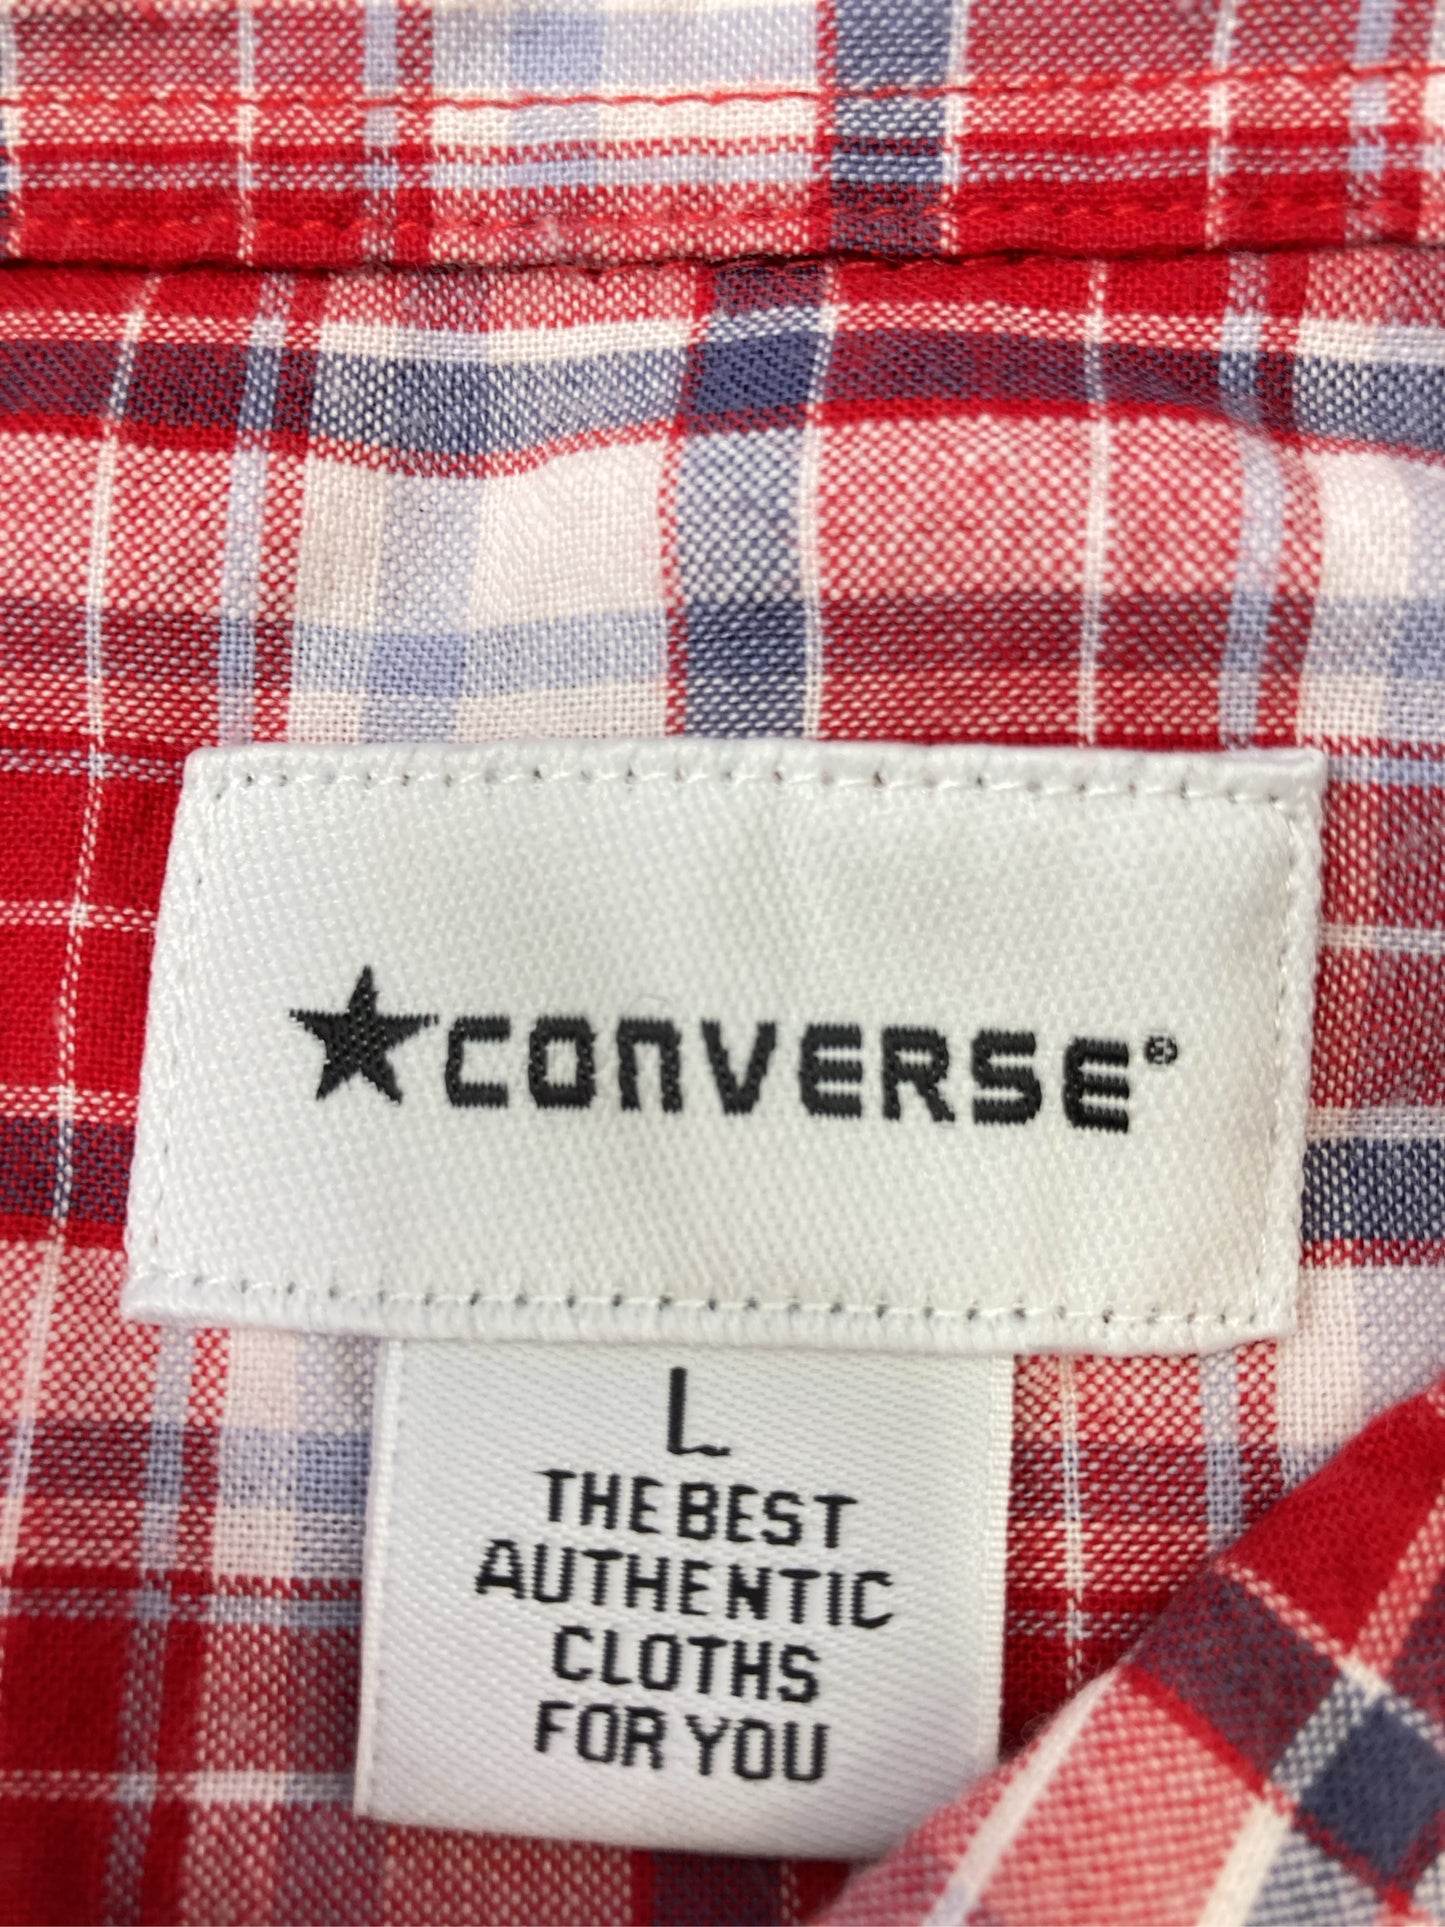 ★CONVERSE®
L
THE BEST
AUTHENTIC
CLOTHS
FOR YOU